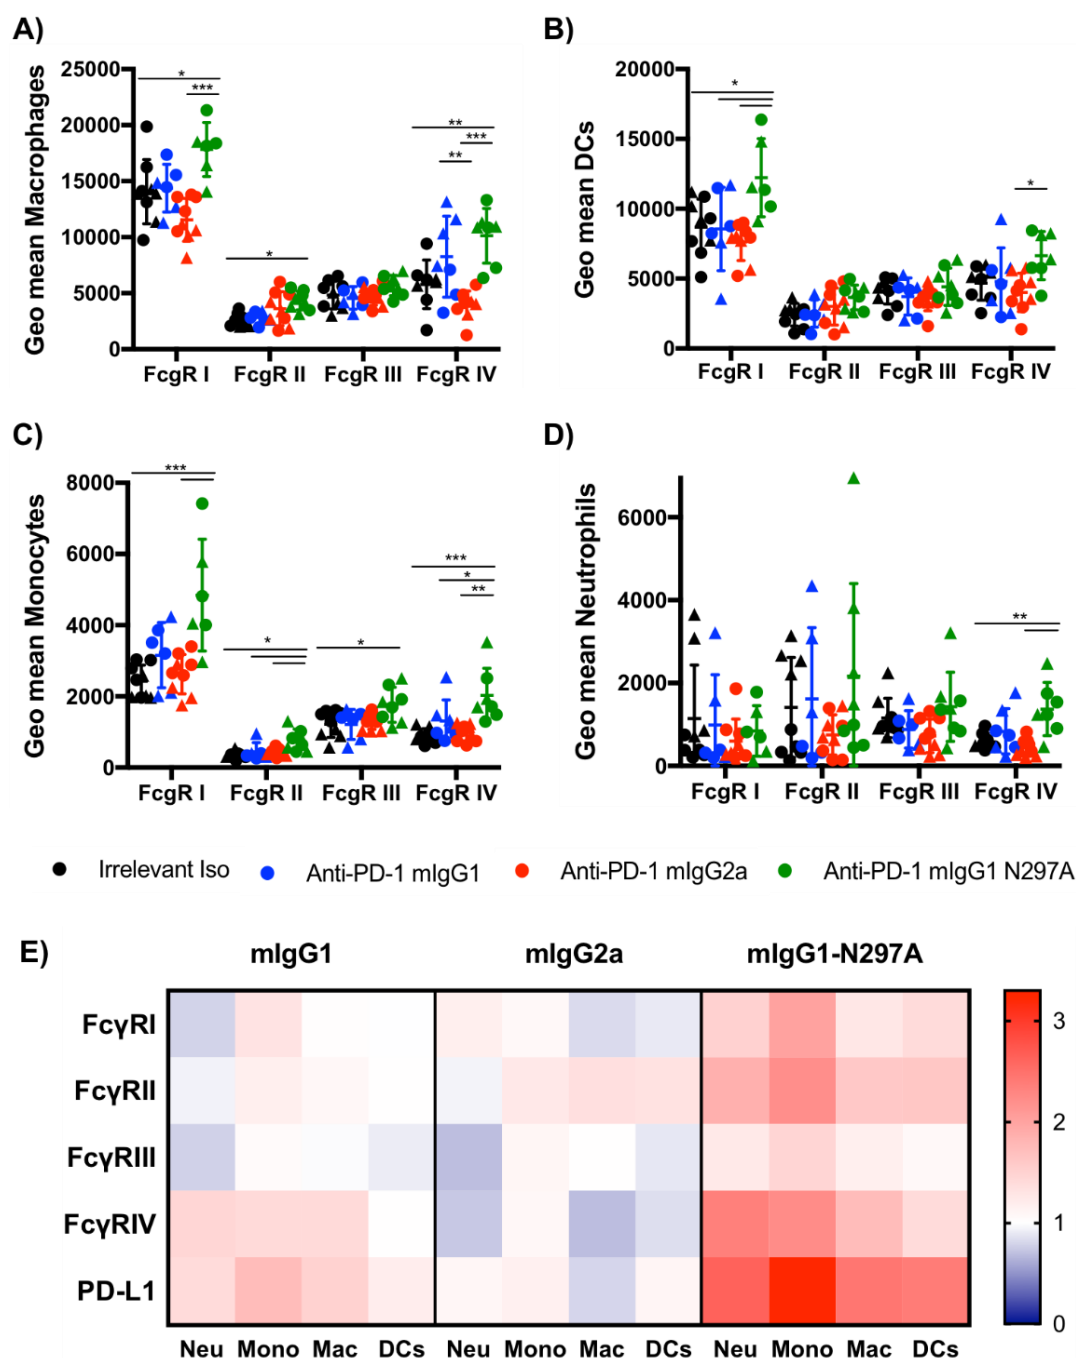 A)
B)
Geo mean Macrophages
25000
20000
15000
10000
5000
0
* *** * ** *** **
FcgR I FcgR II FcgR III FcgR IV
Geo mean DCs
20000
15000
10000
5000
0
* *
FcgR I FcgR II FcgR III FcgR IV
C)
D)
Geo mean Monocytes
8000
6000
4000
2000
0
*** * * *** * **
FcgR I FcgR II FcgR III FcgR IV
Geo mean Neutrophils
6000
4000
2000
0
**
FcgR I FcgR II FcgR III FcgR IV
Irrelevant Iso Anti-PD-1 mIgG1 Anti-PD-1 mIgG2a Anti-PD-1 mIgG1 N297A
E)
mIgG1 mIgG2a mIgG1-N297A
FcγRI
FcγRII
FcγRIII
FcγRIV
PD-L1
Neu Mono Mac DCs Neu Mono Mac DCs Neu Mono Mac DCs
3
2
1
0